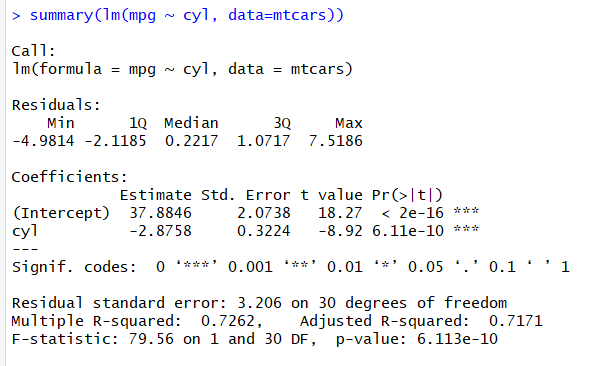 > summary(lm(mpg ~ cyl, data=mtcars))
Call:
lm(formula = mpg ~ cyl, data = mtcars)
Residuals:
    Min      1Q  Median      3Q     Max
-4.9814 -2.1185  0.2217  1.0717  7.5186
Coefficients:
            Estimate Std. Error t value Pr(>|t|)
(Intercept)  37.8846     2.0738   18.27  < 2e-16 ***
cyl          -2.8758     0.3224   -8.92 6.11e-10 ***
---
Signif. codes:  0 ‘***’ 0.001 ‘**’ 0.01 ‘*’ 0.05 ‘.’ 0.1 ‘ ’ 1
Residual standard error: 3.206 on 30 degrees of freedom
Multiple R-squared:  0.7262,    Adjusted R-squared:  0.7171
F-statistic: 79.56 on 1 and 30 DF,  p-value: 6.113e-10